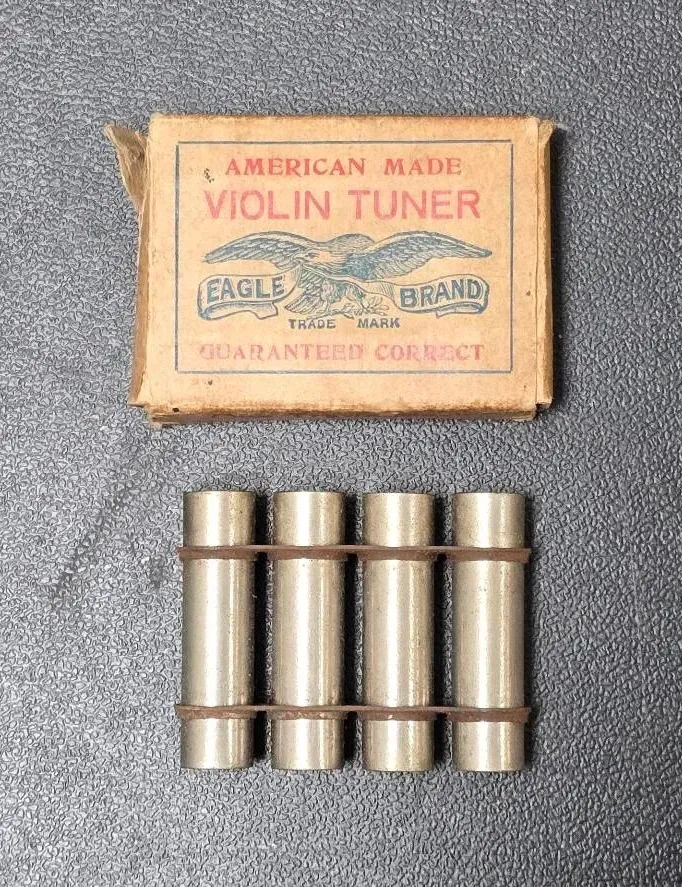 AMERICAN MADE
VIOLIN TUNER
EAGLE BRAND
TRADE MARK
GUARANTEED CORRECT